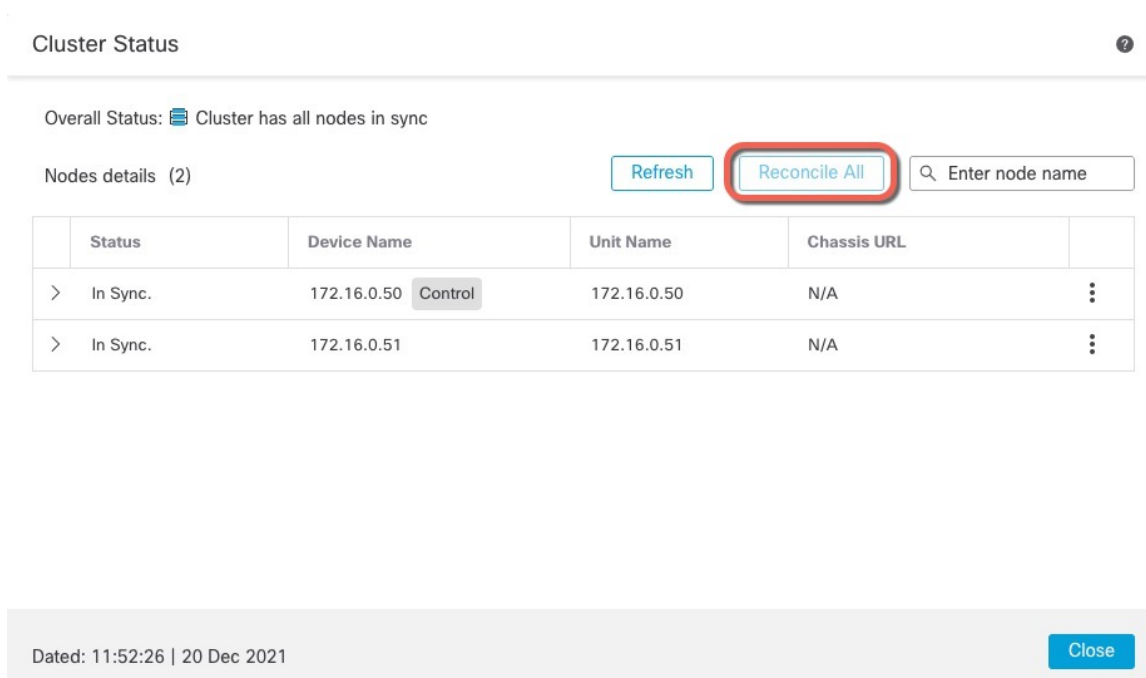 Cluster Status
Overall Status: Cluster has all nodes in sync
Nodes details (2) Refresh Reconcile All Enter node name
Status Device Name Unit Name Chassis URL
In Sync. 172.16.0.50 Control 172.16.0.50 N/A
In Sync. 172.16.0.51 172.16.0.51 N/A
Dated: 11:52:26 | 20 Dec 2021 Close